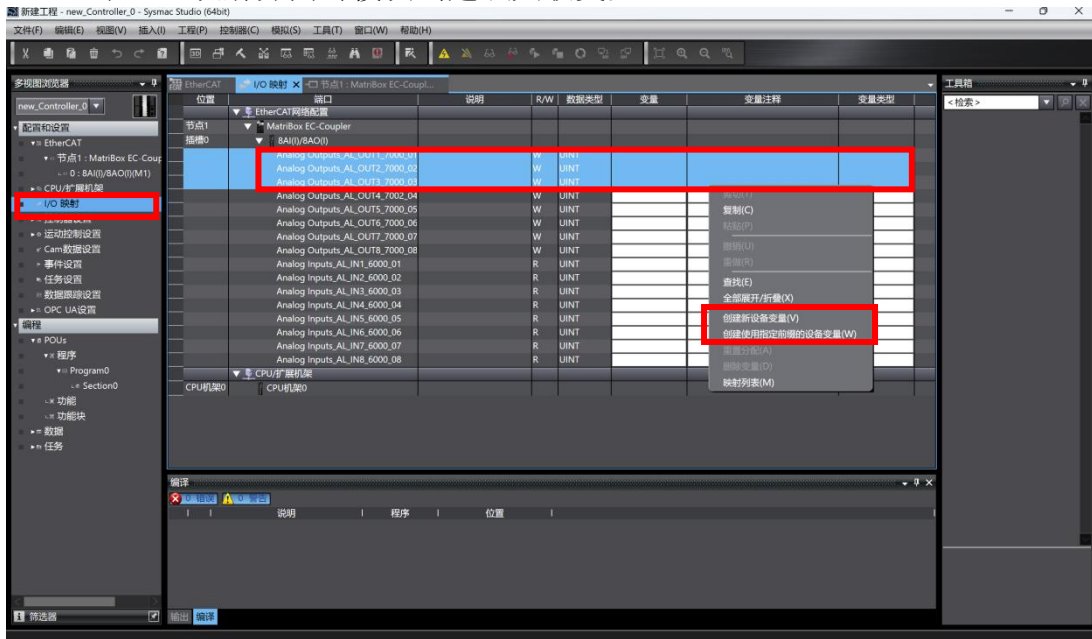 新建工程 - new_Controller_0 - Sysmac Studio (64bit)
文件(F) 编辑(E) 视图(V) 插入(I) 工程(P) 控制器(C) 模拟(S) 工具(T) 窗口(W) 帮助(H)
多视图浏览器
new_Controller_0
配置和设置
EtherCAT
节点1 : MatriBox EC-Coup
0 : 8AI(I)/8AO(I)(M1)
CPU/扩展机架
I/O 映射
运动控制设置
Cam数据设置
事件设置
任务设置
数据跟踪设置
OPC UA设置
编程
POUs
程序
Program0
Section0
功能
功能块
数据
任务
筛选器
EtherCAT I/O 映射 节点1 : MatriBox EC-Coupl...
位置 端口 说明 R/W 数据类型 变量 变量注释 变量类型
EtherCAT网络配置
节点1 MatriBox EC-Coupler
插槽0 8AI(I)/8AO(I)
Analog Outputs_AL_OUT1_7000_01 W UINT
Analog Outputs_AL_OUT2_7000_02 W UINT
Analog Outputs_AL_OUT3_7000_03 W UINT
Analog Outputs_AL_OUT4_7002_04 W UINT
Analog Outputs_AL_OUT5_7000_05 W UINT
Analog Outputs_AL_OUT6_7000_06 W UINT
Analog Outputs_AL_OUT7_7000_07 W UINT
Analog Outputs_AL_OUT8_7000_08 W UINT
Analog Inputs_AL_IN1_6000_01 R UINT
Analog Inputs_AL_IN2_6000_02 R UINT
Analog Inputs_AL_IN3_6000_03 R UINT
Analog Inputs_AL_IN4_6000_04 R UINT
Analog Inputs_AL_IN5_6000_05 R UINT
Analog Inputs_AL_IN6_6000_06 R UINT
Analog Inputs_AL_IN7_6000_07 R UINT
Analog Inputs_AL_IN8_6000_08 R UINT
CPU/扩展机架
CPU机架0 CPU机架0
复制(C)
粘贴(P)
撤销(U)
重做(R)
查找(E)
全部展开/折叠(X)
创建新设备变量(V)
创建使用指定前缀的设备变量(W)
重置分配(A)
删除变量(D)
映射列表(M)
编译
0 错误 0 警告
说明 程序 位置
输出 编译
工具箱
<检索>